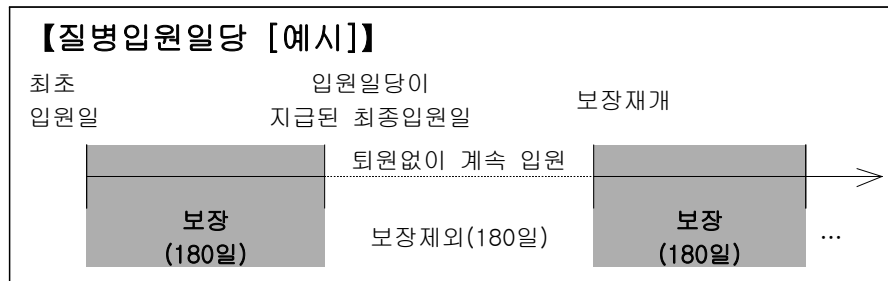 【질병입원일당 [예시]】
최초
입원일
입원일당이
지급된 최종입원일
보장재개
퇴원없이 계속 입원
보장
(180일)
보장제외(180일)
보장
(180일)
…